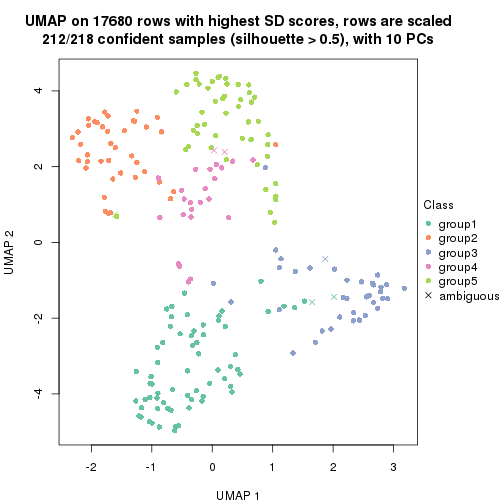 UMAP on 17680 rows with highest SD scores, rows are scaled
212/218 confident samples (silhouette > 0.5), with 10 PCs
4
2
0
-2
-4
UMAP 2
-2
-1
0
1
2
3
UMAP 1
Class
group1
group2
group3
group4
group5
ambiguous